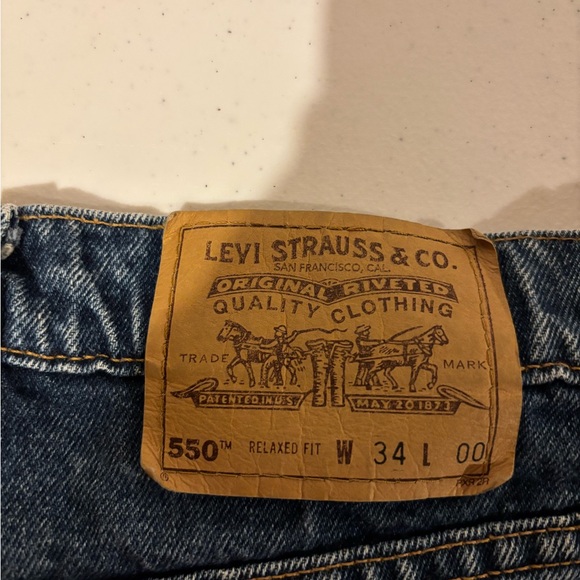 LEVI STRAUSS & CO.
SAN FRANCISCO, CAL.
ORIGINAL RIVETED
QUALITY CLOTHING
TRADE MARK
PATENTED IN U.S. MAY 20 1873
550™ RELAXED FIT W 34 L 00
®